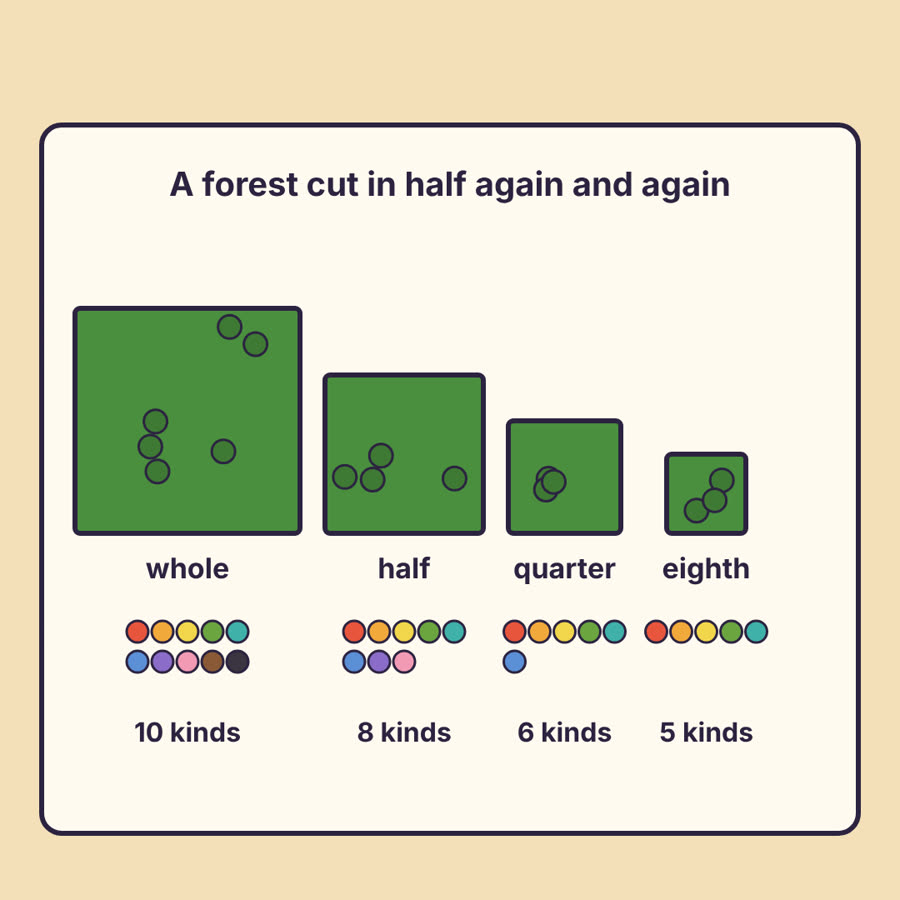 A forest cut in half again and again
whole half quarter eighth
10 kinds 8 kinds 6 kinds 5 kinds